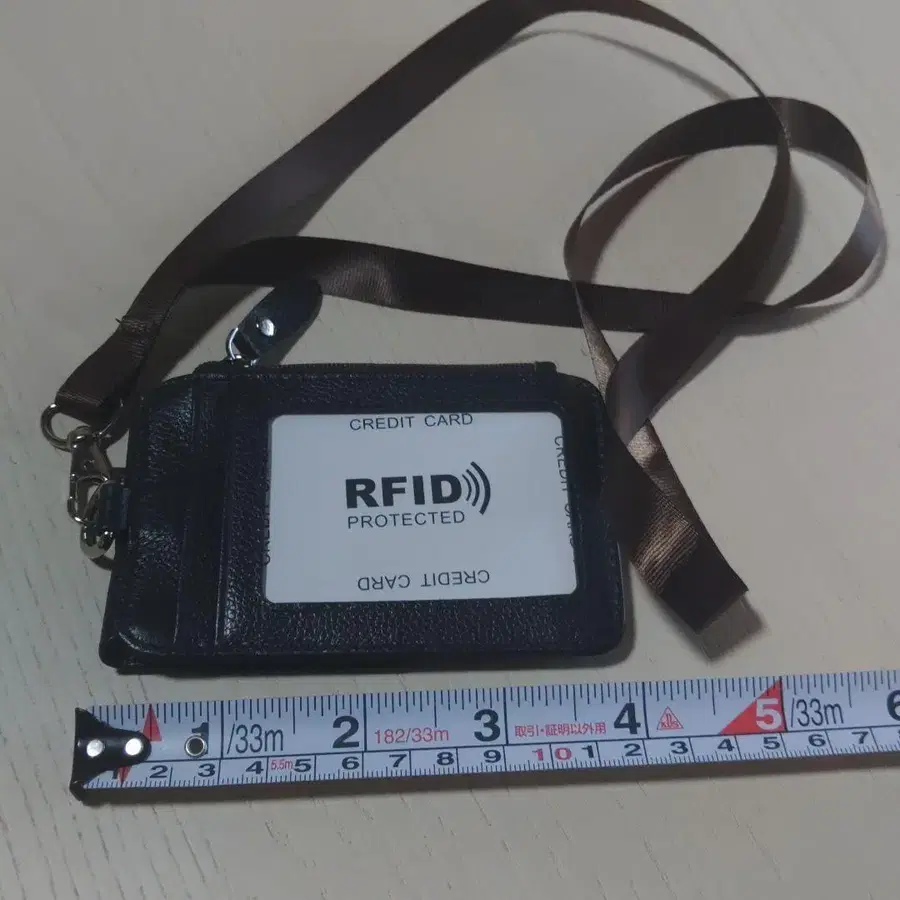 CREDIT CARD
RFID
PROTECTED
CREDIT CARD
CREDIT CARD
1 /33m 2 182/33m 3 取引・証明以外用 4 5 /33m 6
2 3 4 5.5m 5 6 7 8 9 10 1 2 3 4 5 6 7 8